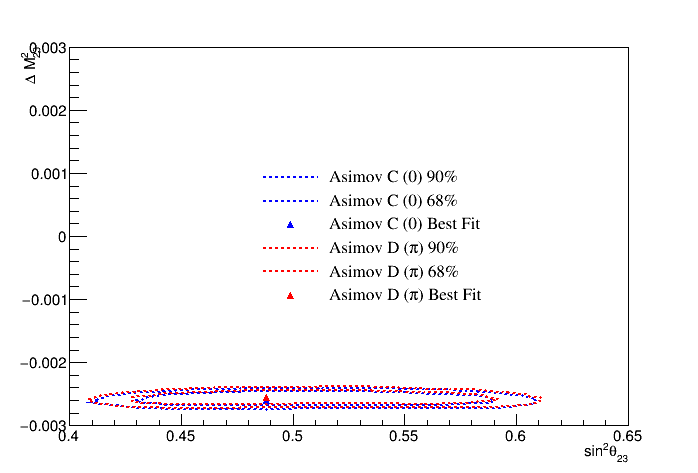 0.003
Δ M²₂₃
0.002
0.001
0
−0.001
−0.002
−0.003
Asimov C (0) 90%
Asimov C (0) 68%
Asimov C (0) Best Fit
Asimov D (π) 90%
Asimov D (π) 68%
Asimov D (π) Best Fit
0.4 0.45 0.5 0.55 0.6 0.65
sin²θ₂₃